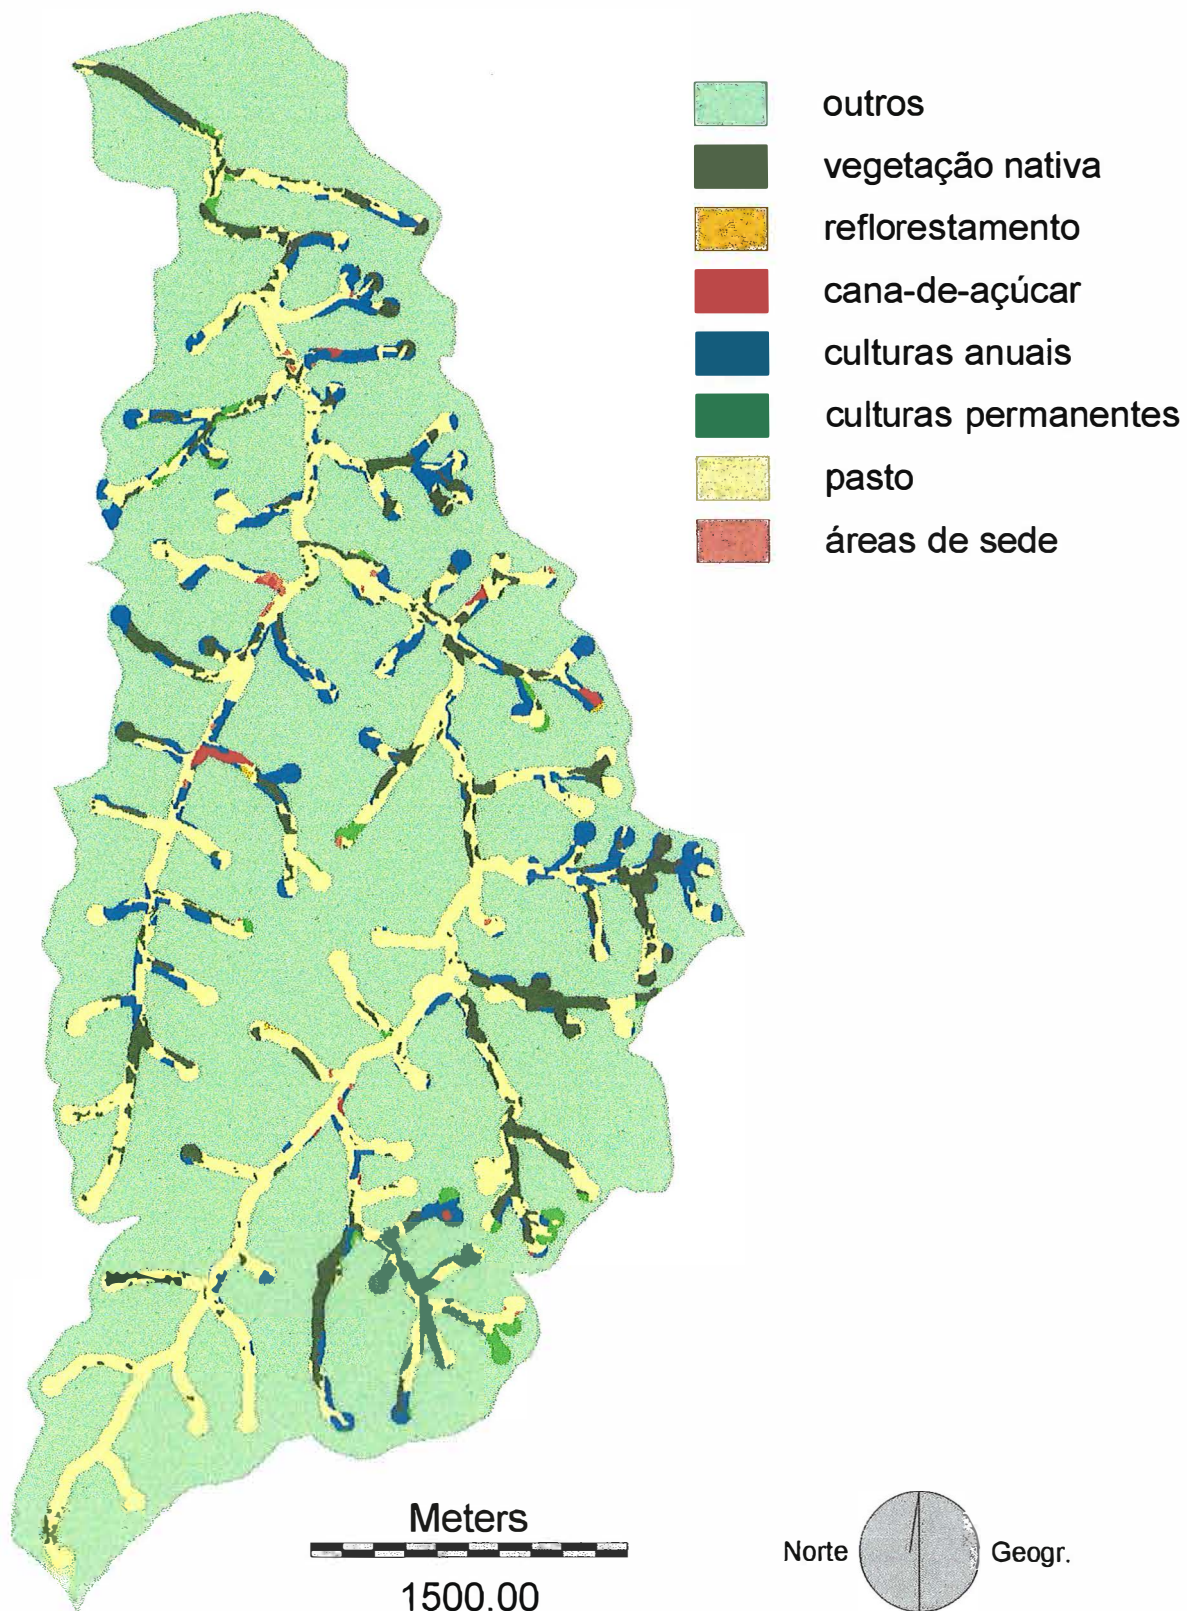 outros
vegetação nativa
reflorestamento
cana-de-açúcar
culturas anuais
culturas permanentes
pasto
áreas de sede
Meters
1500.00
Norte Geogr.